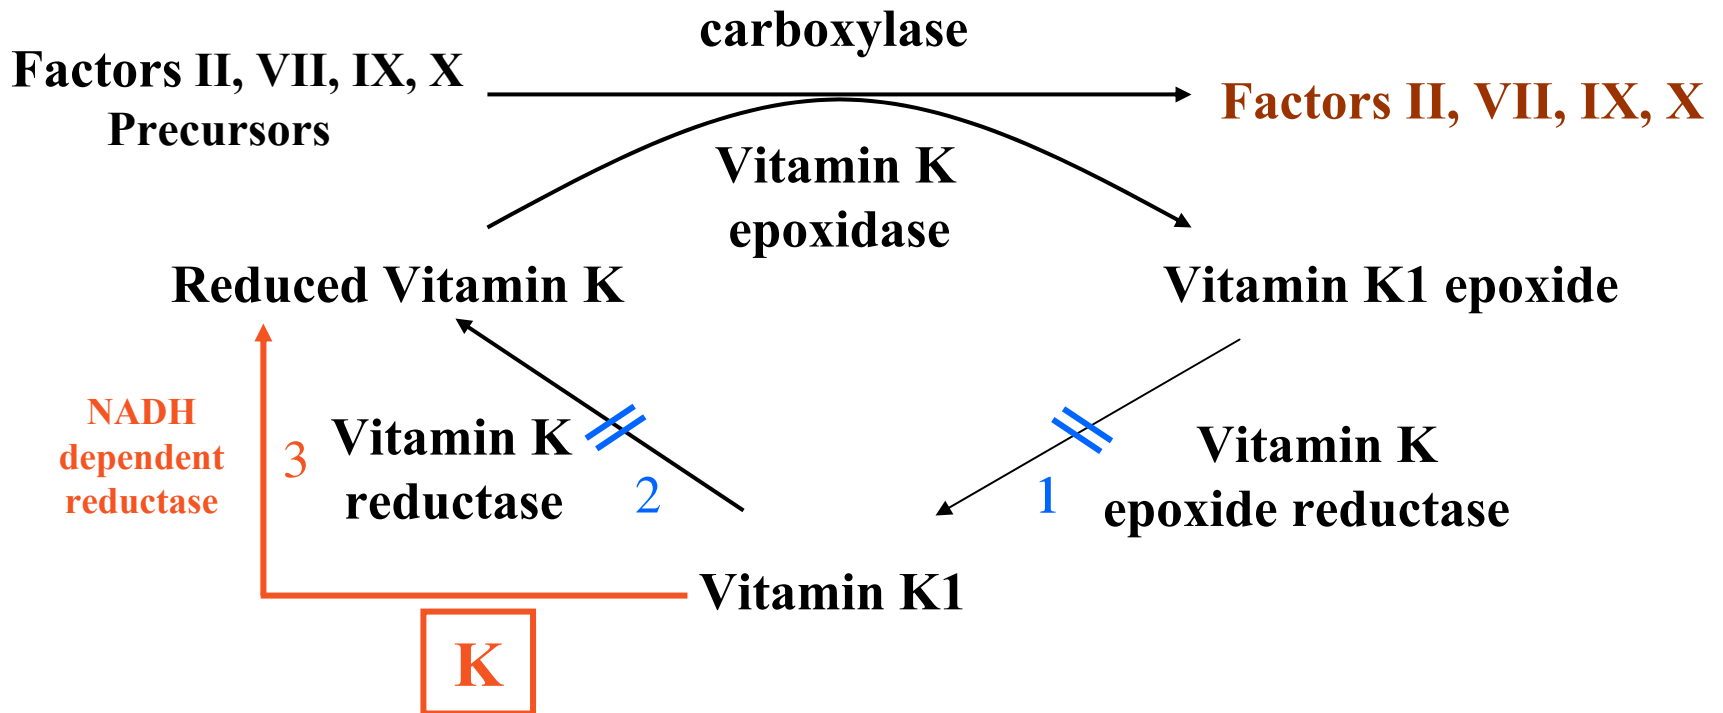 carboxylase
Factors II, VII, IX, X
Precursors
Factors II, VII, IX, X
Vitamin K
epoxidase
Reduced Vitamin K
Vitamin K1 epoxide
NADH
dependent
reductase
3
Vitamin K
reductase
2
1
Vitamin K
epoxide reductase
Vitamin K1
K